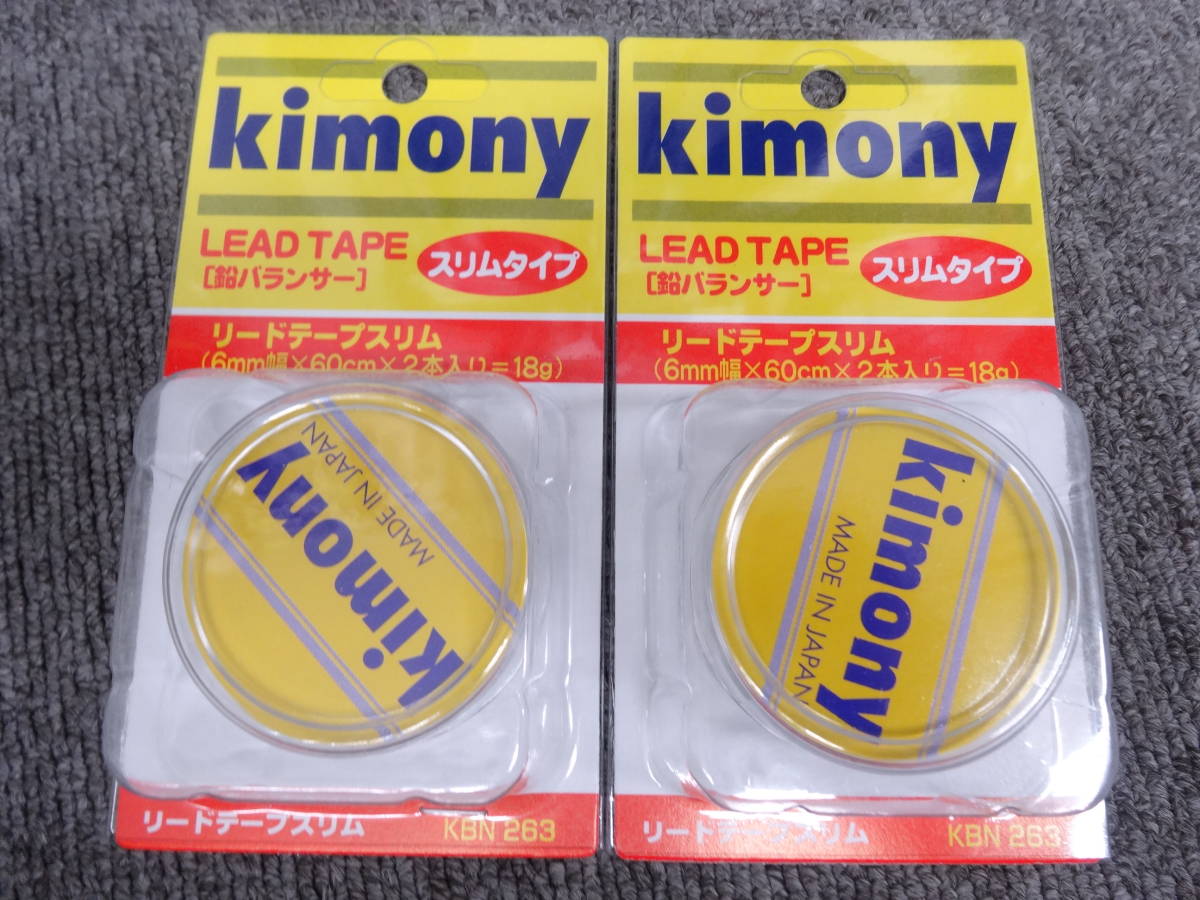 kimony
LEAD TAPE
[鉛バランサー]
スリムタイプ
リードテープスリム
(6mm幅×60cm×2本入り=18g)
kimony
MADE IN JAPAN
リードテープスリム
KBN 263
kimony
LEAD TAPE
[鉛バランサー]
スリムタイプ
リードテープスリム
(6mm幅×60cm×2本入り=18g)
kimony
MADE IN JAPAN
リードテープスリム
KBN 263